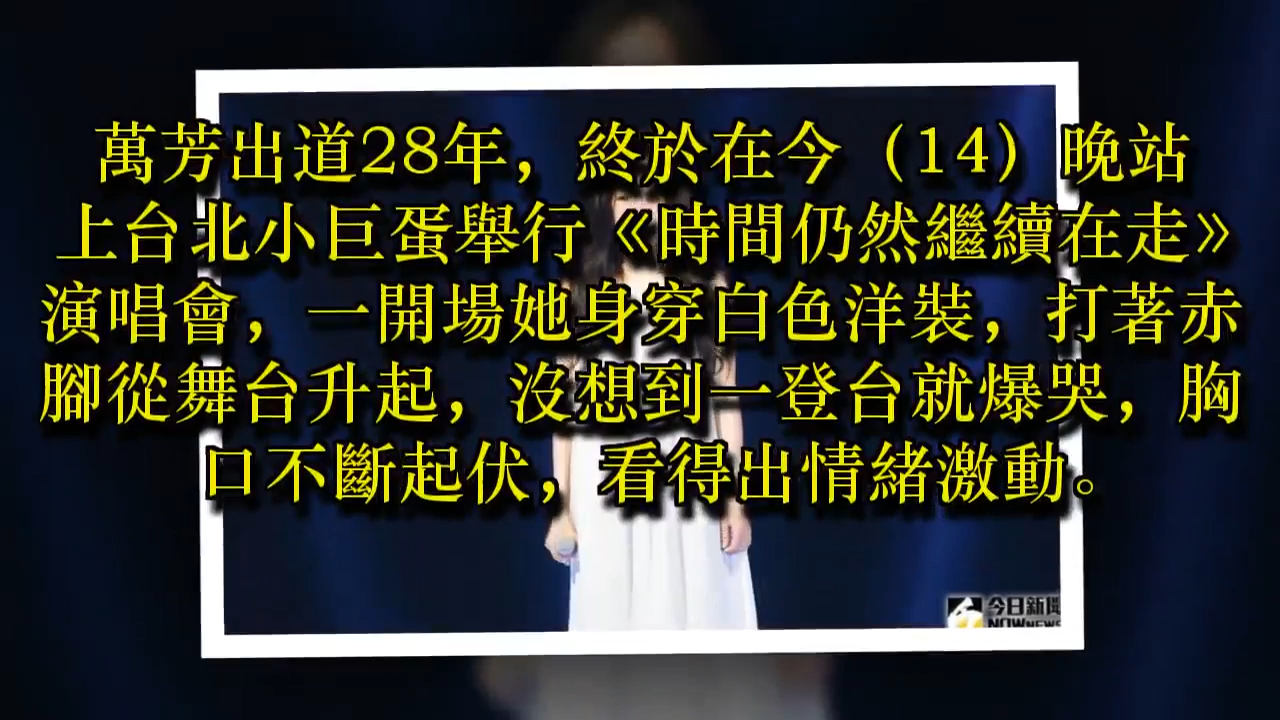 萬芳出道28年，終於在今（14）晚站
上台北小巨蛋舉行《時間仍然繼續在走》
演唱會，一開場她身穿白色洋裝，打著赤
腳從舞台升起，沒想到一登台就爆哭，胸
口不斷起伏，看得出情緒激動。
今日新聞
NOWNEWS